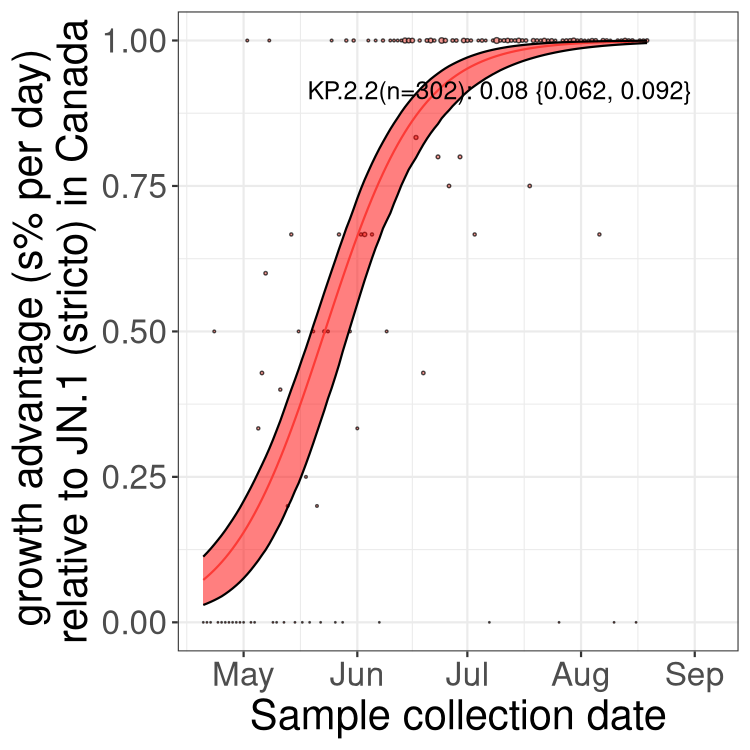 growth advantage (s% per day)
relative to JN.1 (stricto) in Canada
1.00
0.75
0.50
0.25
0.00
KP.2.2(n=302): 0.08 {0.062, 0.092}
May Jun Jul Aug Sep
Sample collection date